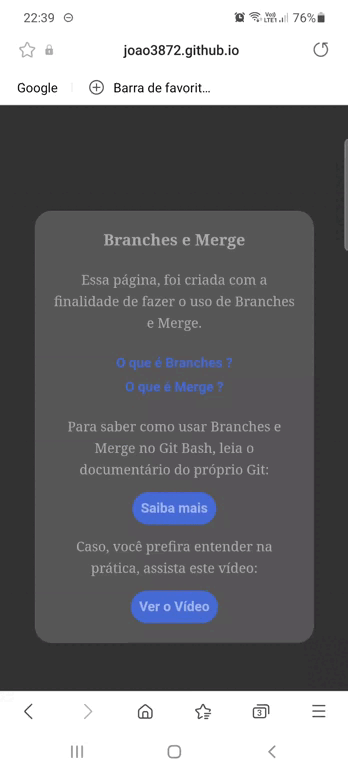 22:39
Vo))
LTE1
76%
joao3872.github.io
Google
Barra de favorit...
Branches e Merge
Essa página, foi criada com a
finalidade de fazer o uso de Branches
e Merge.
O que é Branches ?
O que é Merge ?
Para saber como usar Branches e
Merge no Git Bash, leia o
documentário do próprio Git:
Saiba mais
Caso, você prefira entender na
prática, assista este vídeo:
Ver o Vídeo
3